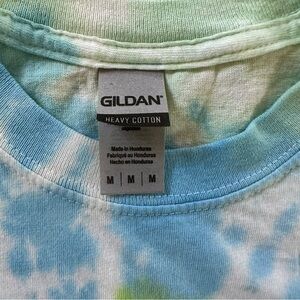 GILDAN®
HEAVY COTTON
Made in Honduras
Fabriqué au Honduras
Hecho en Honduras
M | M | M